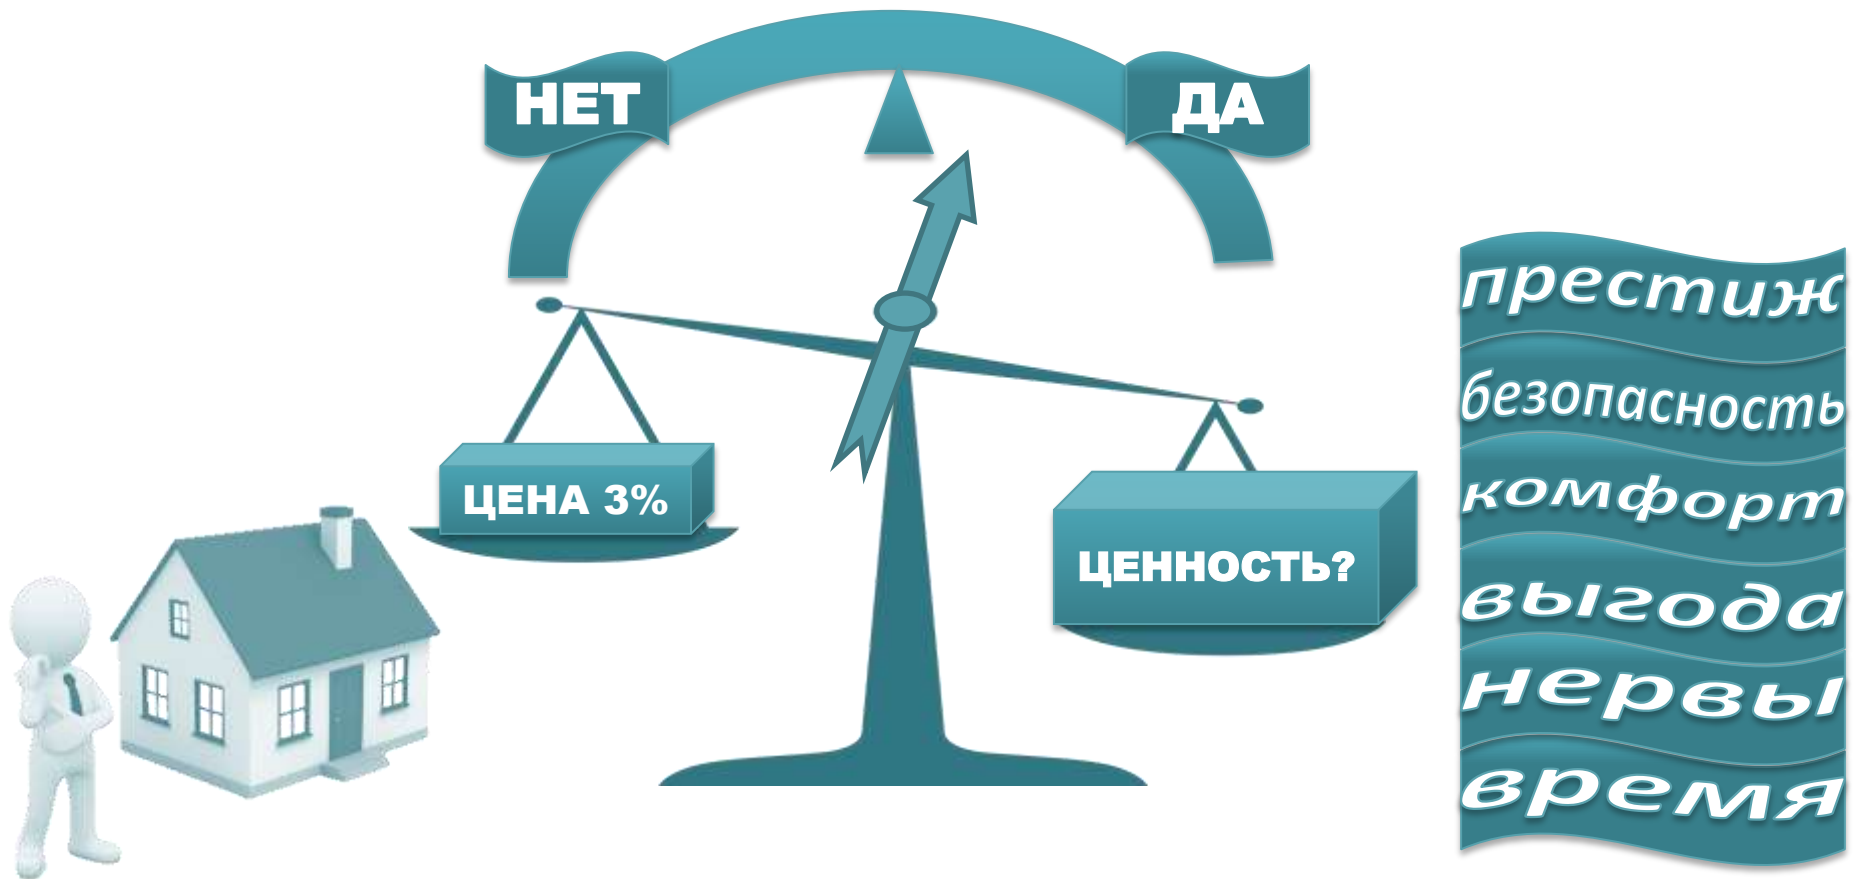 НЕТ
ДА
ЦЕНА 3%
ЦЕННОСТЬ?
престиж
безопасность
комфорт
выгода
нервы
время